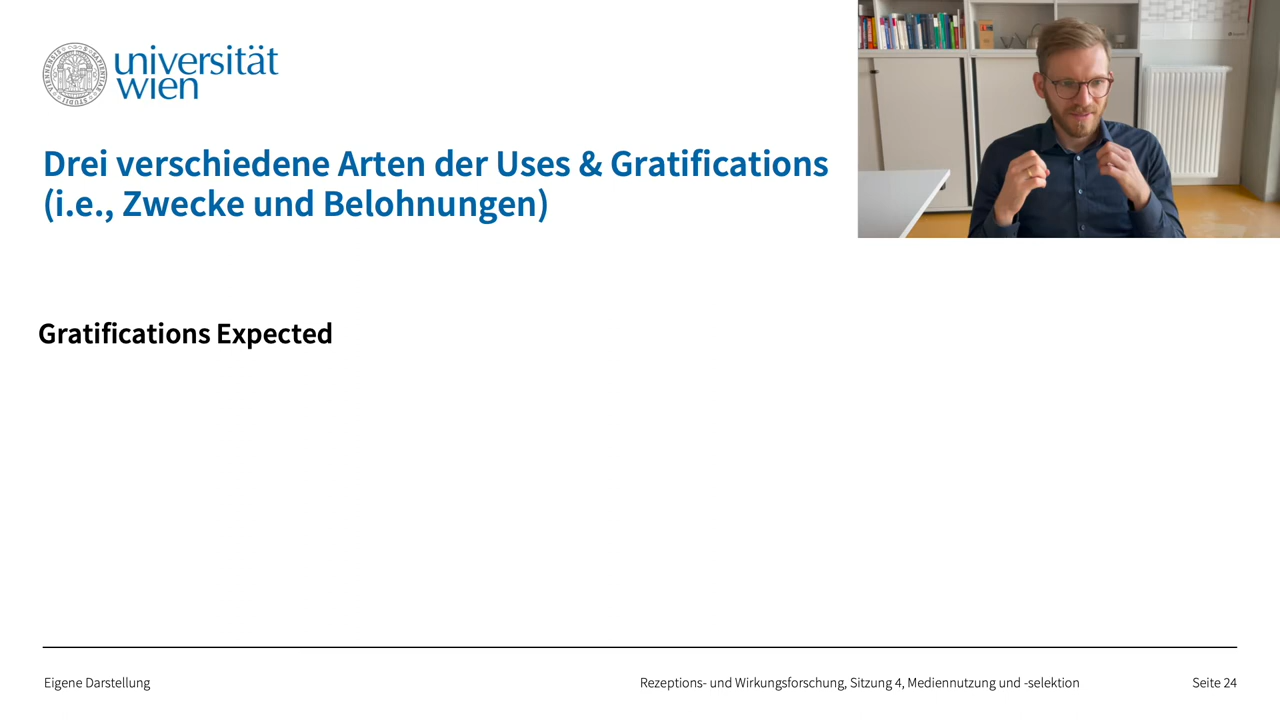 universität
wien
Drei verschiedene Arten der Uses & Gratifications
(i.e., Zwecke und Belohnungen)
Gratifications Expected
Eigene Darstellung
Rezeptions- und Wirkungsforschung, Sitzung 4, Mediennutzung und -selektion
Seite 24